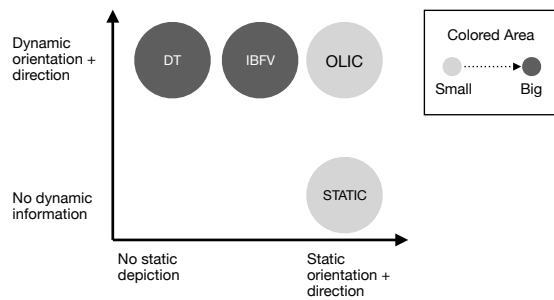 Dynamic
orientation +
direction
DT
IBFV
OLIC
Colored Area
Small
Big
No dynamic
information
STATIC
No static
depiction
Static
orientation +
direction